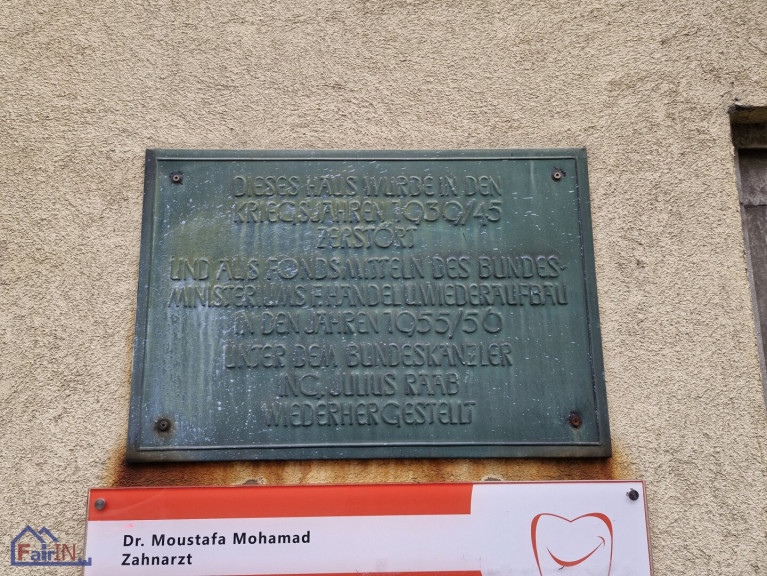 DIESES HAUS WURDE IN DEN
KRIEGSJAHREN 1939/45
ZERSTÖRT
UND AUS FONDSMITTELN DES BUNDES-
MINISTERIUMS F. HANDEL U. WIEDERAUFBAU
IN DEN JAHREN 1955/56
UNTER DEM BUNDESKANZLER
ING. JULIUS RAAB
WIEDERHERGESTELLT
Dr. Moustafa Mohamad
Zahnarzt
FairIN